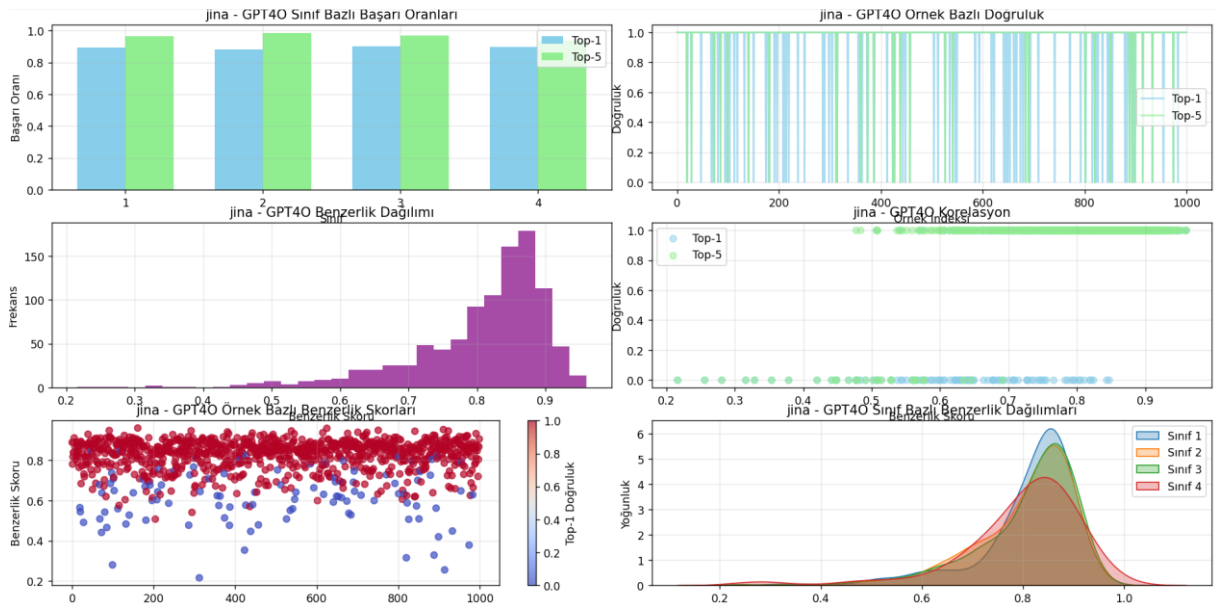 jina - GPT4O Sınıf Bazlı Başarı Oranları
Başarı Oranı
1.0
0.8
0.6
0.4
0.2
0.0
Top-1
Top-5
1 2 3 4
Sınıf
jina - GPT4O Örnek Bazlı Doğruluk
Doğruluk
1.0
0.8
0.6
0.4
0.2
0.0
Top-1
Top-5
0 200 400 600 800 1000
Örnek İndeksi
jina - GPT4O Benzerlik Dağılımı
Frekans
150
100
50
0
0.2 0.3 0.4 0.5 0.6 0.7 0.8 0.9
Benzerlik Skoru
jina - GPT4O Korelasyon
Doğruluk
1.0
0.8
0.6
0.4
0.2
0.0
Top-1
Top-5
0.2 0.3 0.4 0.5 0.6 0.7 0.8 0.9
Benzerlik Skoru
jina - GPT4O Örnek Bazlı Benzerlik Skorları
Benzerlik Skoru
0.8
0.6
0.4
0.2
0 200 400 600 800 1000
1.0
0.8
0.6
0.4
0.2
0.0
Top-1 Doğruluk
jina - GPT4O Sınıf Bazlı Benzerlik Dağılımları
Yoğunluk
6
5
4
3
2
1
0
Sınıf 1
Sınıf 2
Sınıf 3
Sınıf 4
0.2 0.4 0.6 0.8 1.0